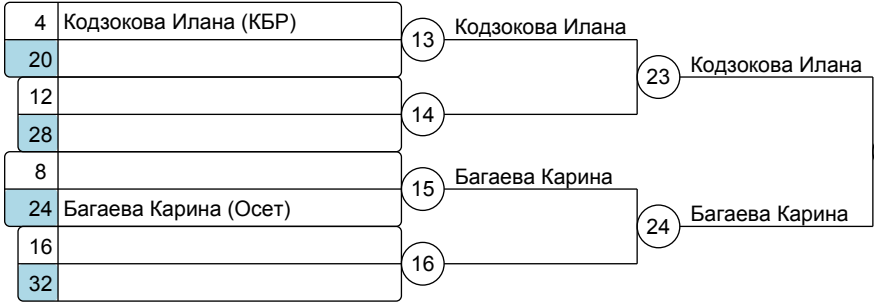 4 Кодзокова Илана (КБР)
20
12
28
8
24 Багаева Карина (Осет)
16
32
13 Кодзокова Илана
14
15 Багаева Карина
16
23 Кодзокова Илана
24 Багаева Карина